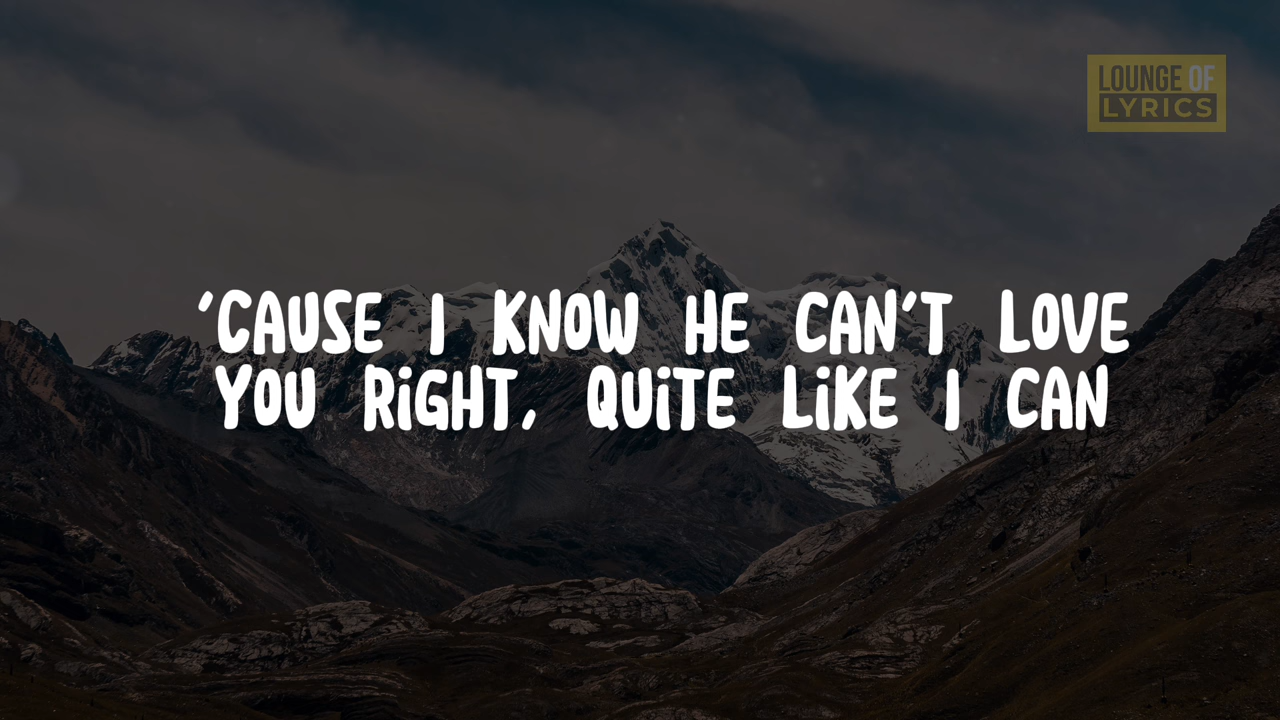 LOUNGE OF
LYRICS
'CAUSE I KNOW HE CAN'T LOVE
YOU RiGHT, QUiTE LiKE I CAN